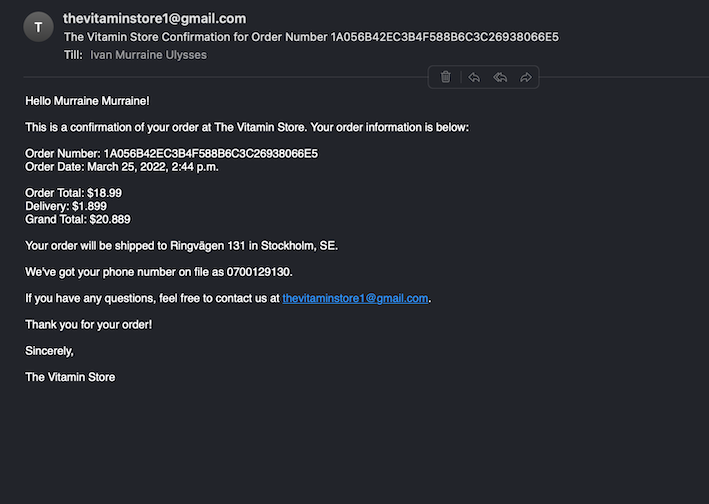 T
thevitaminstore1@gmail.com
The Vitamin Store Confirmation for Order Number 1A056B42EC3B4F588B6C3C26938066E5
Till: Ivan Murraine Ulysses
Hello Murraine Murraine!
This is a confirmation of your order at The Vitamin Store. Your order information is below:
Order Number: 1A056B42EC3B4F588B6C3C26938066E5
Order Date: March 25, 2022, 2:44 p.m.
Order Total: $18.99
Delivery: $1.899
Grand Total: $20.889
Your order will be shipped to Ringvägen 131 in Stockholm, SE.
We've got your phone number on file as 0700129130.
If you have any questions, feel free to contact us at thevitaminstore1@gmail.com.
Thank you for your order!
Sincerely,
The Vitamin Store